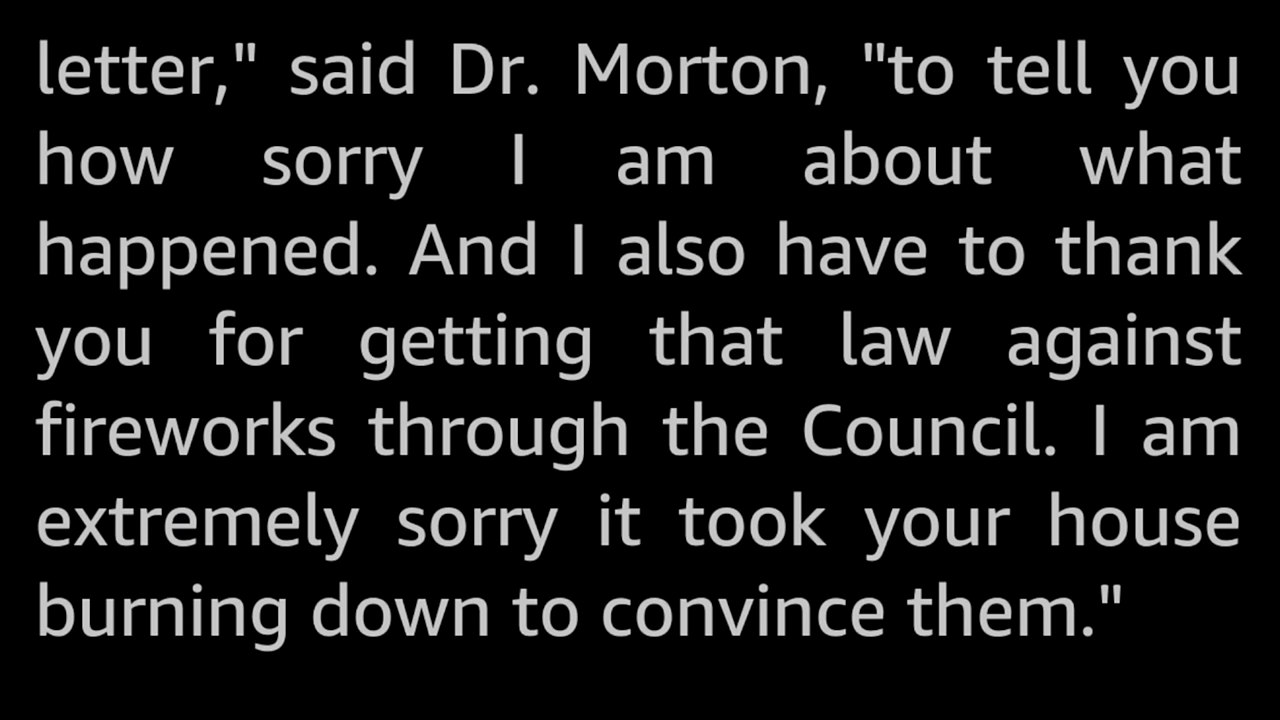 letter," said Dr. Morton, "to tell you
how sorry I am about what
happened. And I also have to thank
you for getting that law against
fireworks through the Council. I am
extremely sorry it took your house
burning down to convince them."